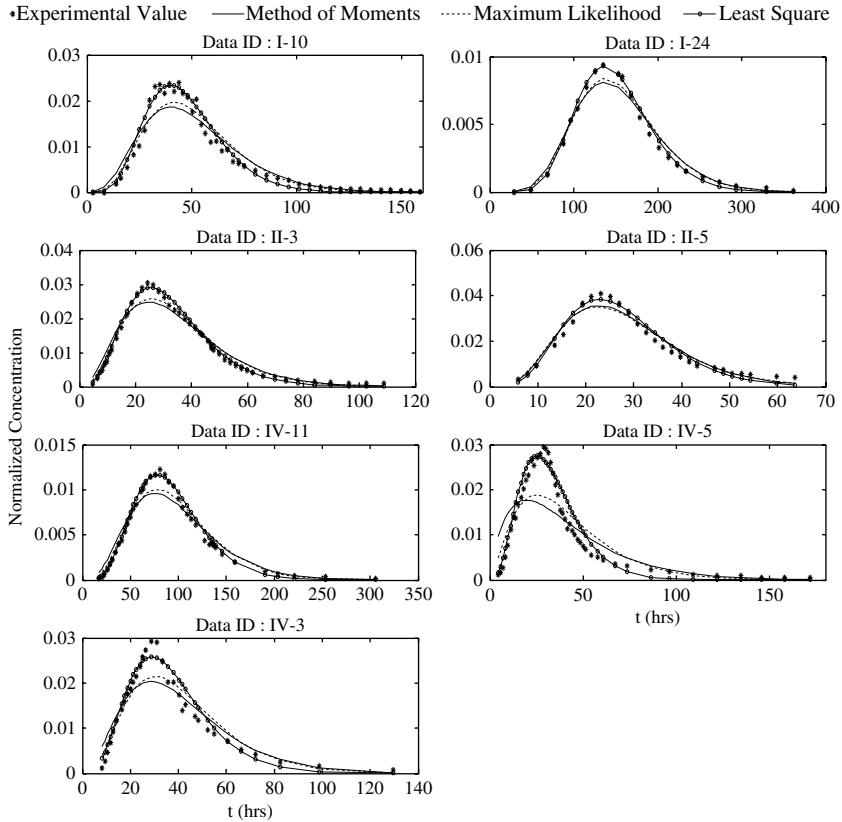 Experimental Value Method of Moments Maximum Likelihood Least Square
Data ID : I-10
0.03
0.02
0.01
0
0 50 100 150
Data ID : I-24
0.01
0.005
0
0 100 200 300 400
Data ID : II-3
0.04
0.03
0.02
0.01
0
0 20 40 60 80 100 120
Data ID : II-5
0.06
0.04
0.02
0
0 10 20 30 40 50 60 70
Normalized Concentration
Data ID : IV-11
0.015
0.01
0.005
0
0 50 100 150 200 250 300 350
Data ID : IV-5
0.03
0.02
0.01
0
0 50 100 150
t (hrs)
Data ID : IV-3
0.03
0.02
0.01
0
0 20 40 60 80 100 120 140
t (hrs)